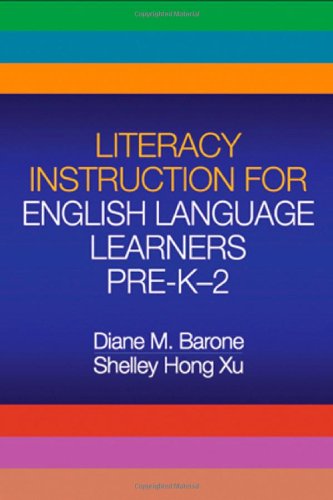 LITERACY
INSTRUCTION FOR
ENGLISH LANGUAGE
LEARNERS
PRE-K–2
Diane M. Barone
Shelley Hong Xu